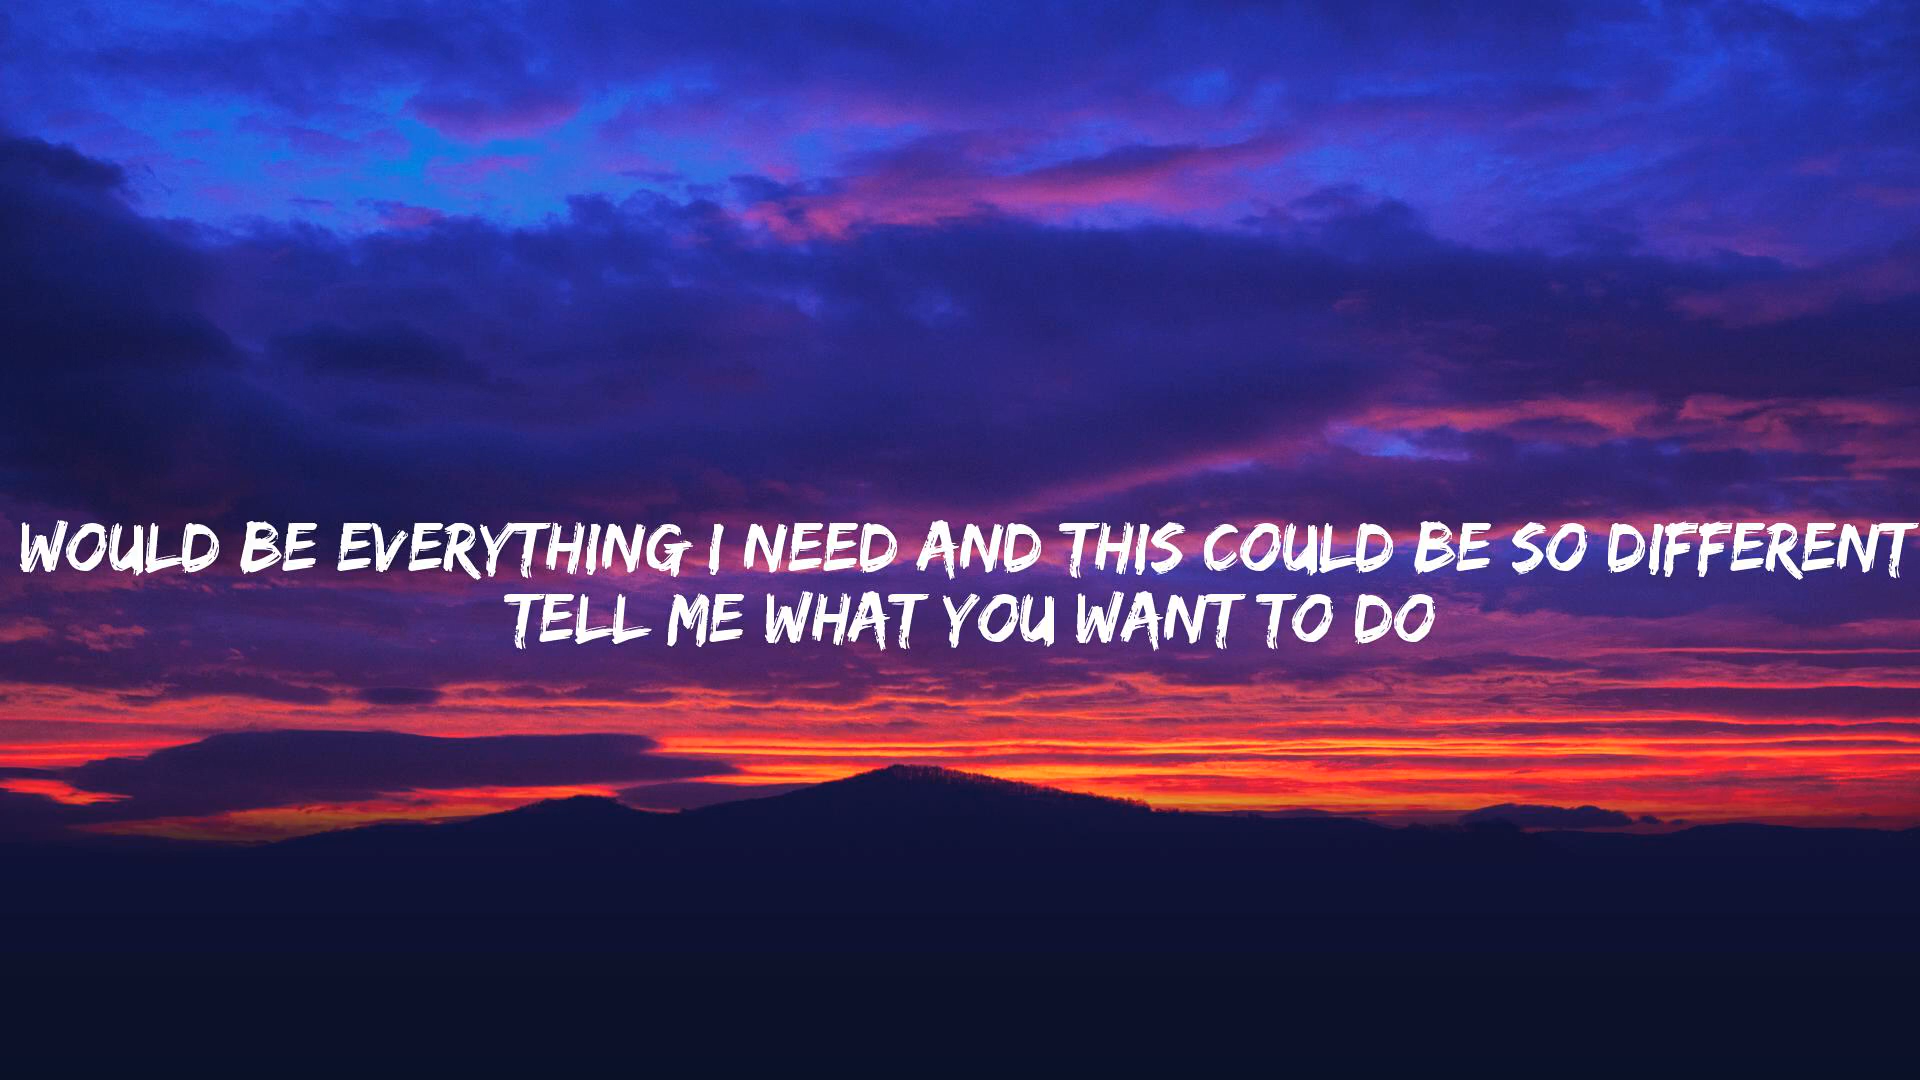 WOULD BE EVERYTHING I NEED AND THIS COULD BE SO DIFFERENT
TELL ME WHAT YOU WANT TO DO